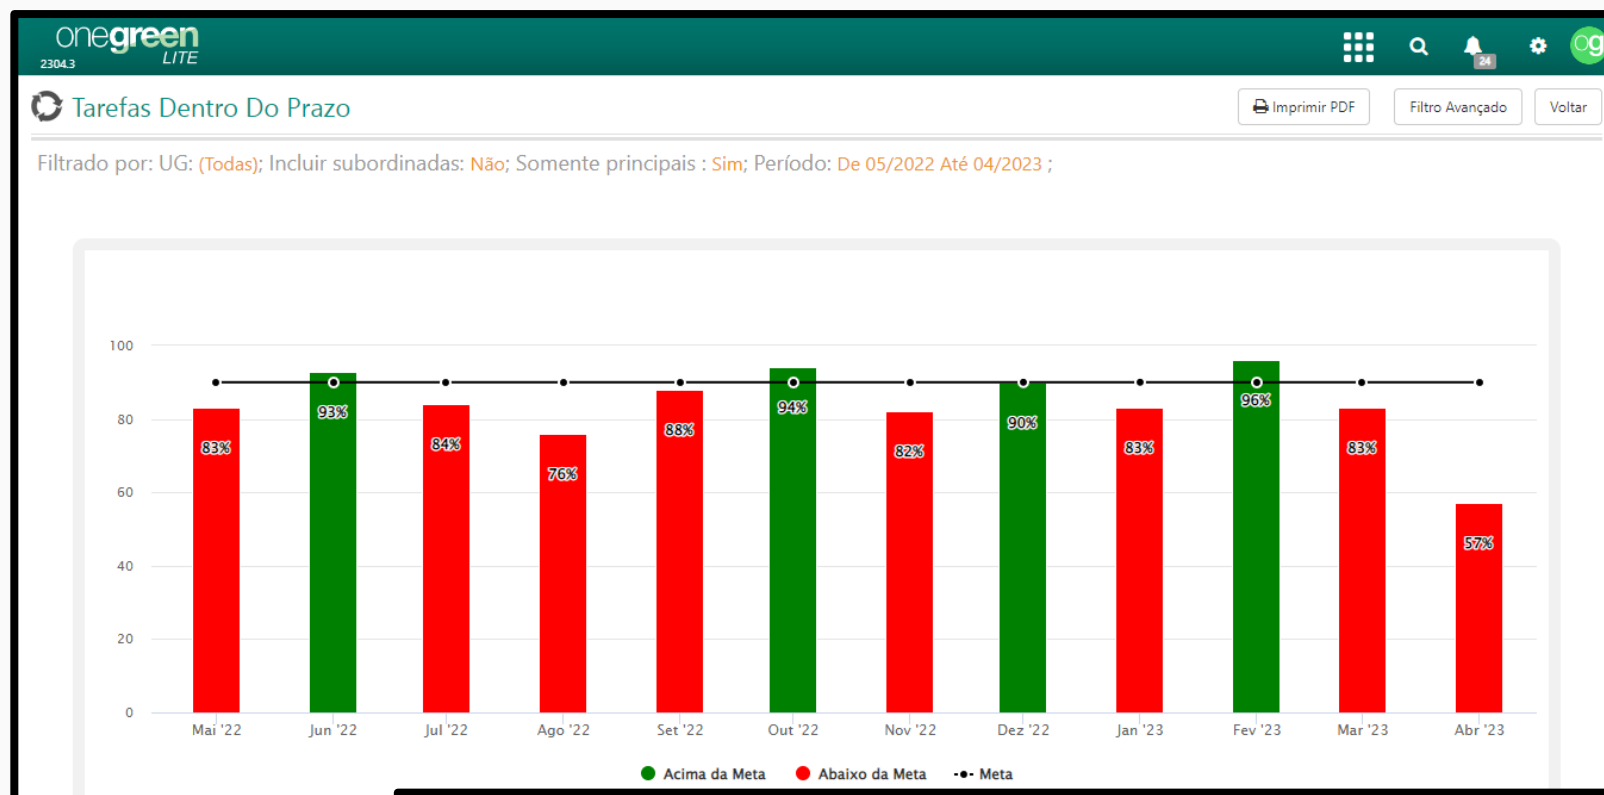 onegreen
LITE
2304.3
24
og
Tarefas Dentro Do Prazo
Imprimir PDF
Filtro Avançado
Voltar
Filtrado por: UG: (Todas); Incluir subordinadas: Não; Somente principais : Sim; Período: De 05/2022 Até 04/2023 ;
100
80
60
40
20
0
83%
93%
84%
76%
88%
94%
82%
90%
83%
96%
83%
57%
Mai '22
Jun '22
Jul '22
Ago '22
Set '22
Out '22
Nov '22
Dez '22
Jan '23
Fev '23
Mar '23
Abr '23
Acima da Meta
Abaixo da Meta
Meta